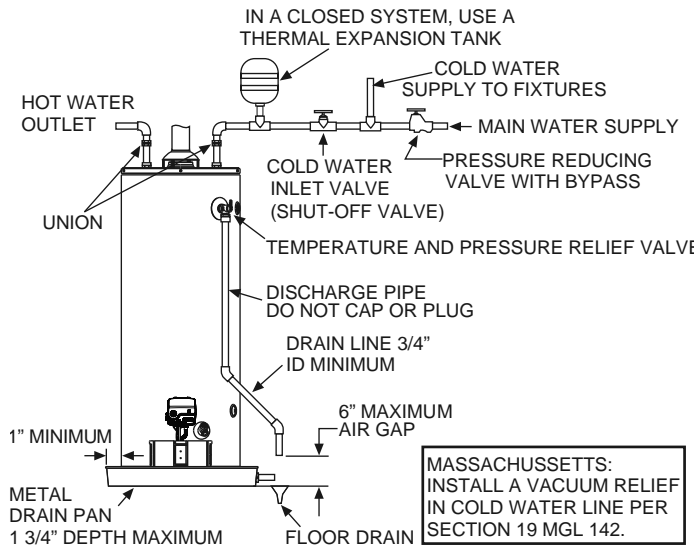 IN A CLOSED SYSTEM, USE A
THERMAL EXPANSION TANK
COLD WATER
SUPPLY TO FIXTURES
HOT WATER
OUTLET
MAIN WATER SUPPLY
COLD WATER
INLET VALVE
(SHUT-OFF VALVE)
PRESSURE REDUCING
VALVE WITH BYPASS
UNION
TEMPERATURE AND PRESSURE RELIEF VALVE
DISCHARGE PIPE
DO NOT CAP OR PLUG
DRAIN LINE 3/4”
ID MINIMUM
6” MAXIMUM
AIR GAP
1” MINIMUM
METAL
DRAIN PAN
1 3/4” DEPTH MAXIMUM
FLOOR DRAIN
MASSACHUSSETTS:
INSTALL A VACUUM RELIEF
IN COLD WATER LINE PER
SECTION 19 MGL 142.